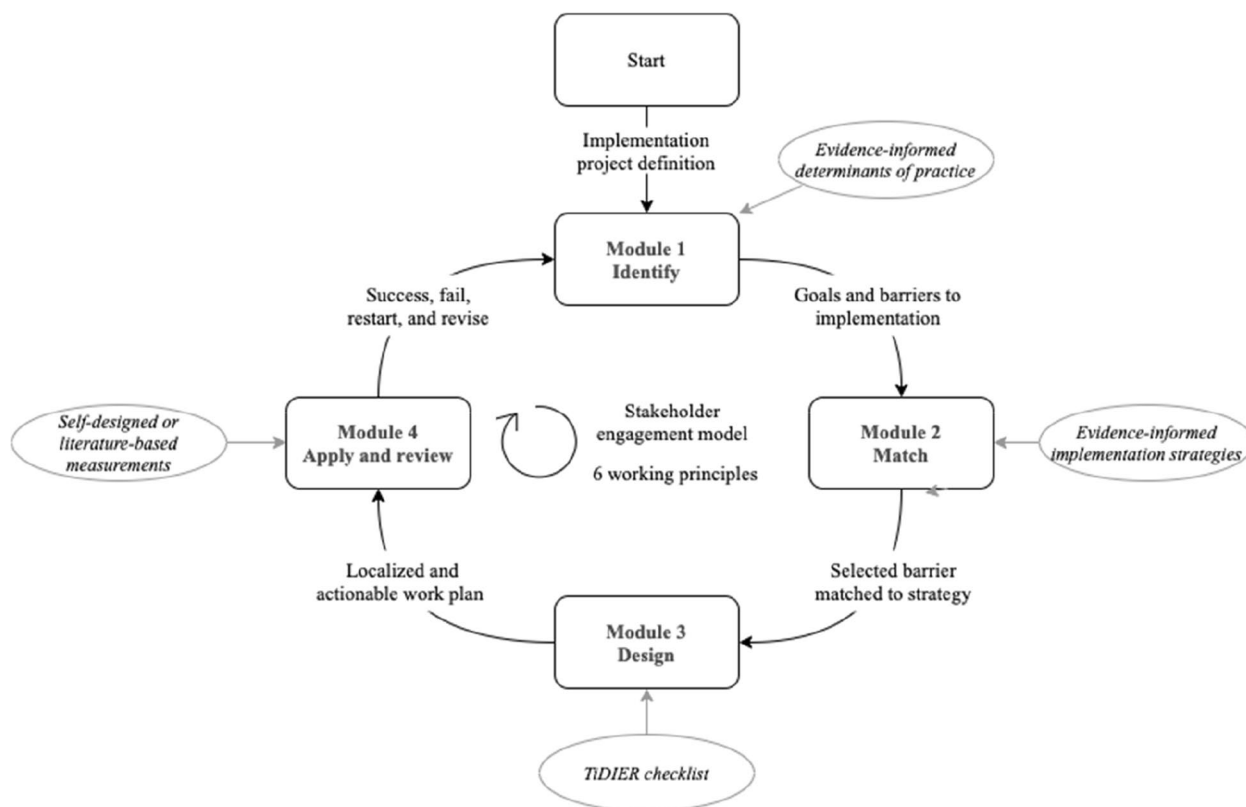 Start
Implementation
project definition
Evidence-informed
determinants of practice
Module 1
Identify
Success, fail,
restart, and revise
Goals and barriers to
implementation
Self-designed or
literature-based
measurements
Module 4
Apply and review
Stakeholder
engagement model
6 working principles
Module 2
Match
Evidence-informed
implementation strategies
Localized and
actionable work plan
Selected barrier
matched to strategy
Module 3
Design
TiDIER checklist